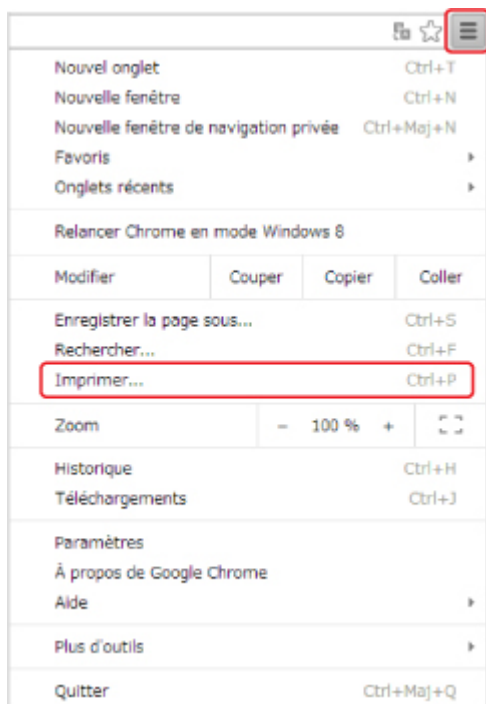 Nouvel onglet Ctrl+T
Nouvelle fenêtre Ctrl+N
Nouvelle fenêtre de navigation privée Ctrl+Maj+N
Favoris
Onglets récents
Relancer Chrome en mode Windows 8
Modifier Couper Copier Coller
Enregistrer la page sous... Ctrl+S
Rechercher... Ctrl+F
Imprimer... Ctrl+P
Zoom − 100 % +
Historique Ctrl+H
Téléchargements Ctrl+J
Paramètres
À propos de Google Chrome
Aide
Plus d'outils
Quitter Ctrl+Maj+Q